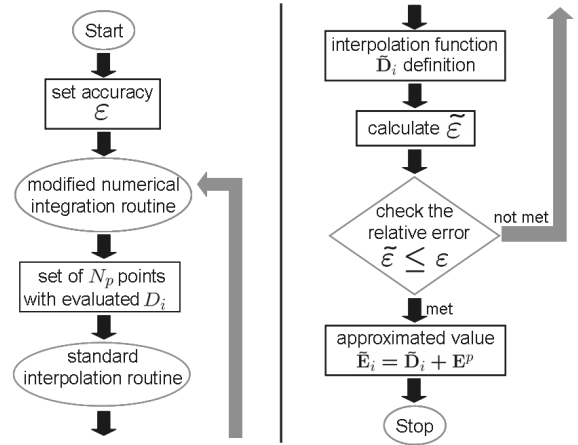 Start
set accuracy
ε
modified numerical
integration routine
set of N_p points
with evaluated D_i
standard
interpolation routine
interpolation function
D̃_i definition
calculate ε̃
check the
relative error
ε̃ ≤ ε
not met
met
approximated value
Ẽ_i = D̃_i + E^p
Stop